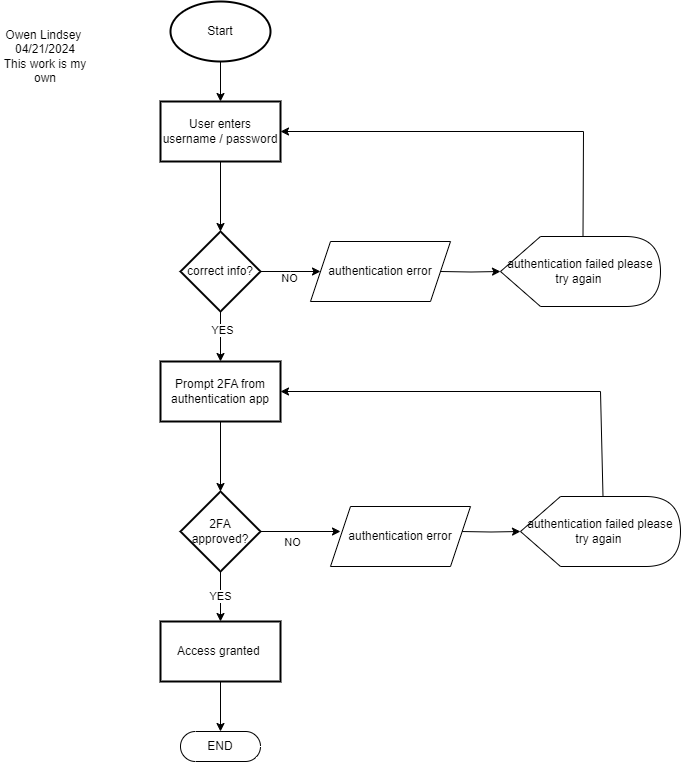 Owen Lindsey
04/21/2024
This work is my
own
Start
User enters
username / password
correct info?
NO
authentication error
authentication failed please
try again
YES
Prompt 2FA from
authentication app
2FA
approved?
NO
authentication error
authentication failed please
try again
YES
Access granted
END